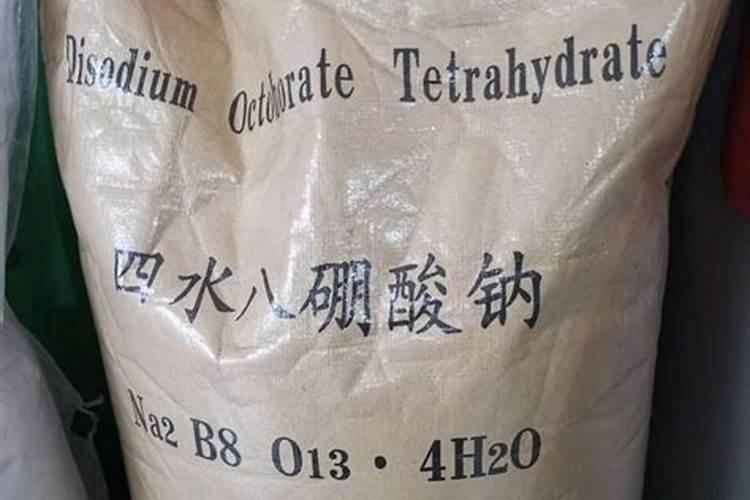 Disodium Octoborate Tetrahydrate
四水八硼酸钠
Na2 B8 O13 · 4H2O